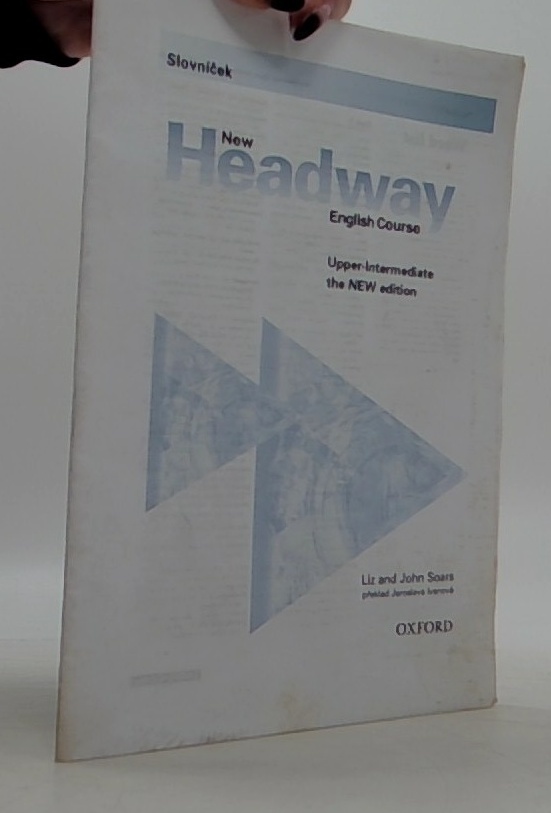 Slovníček
New
Headway
English Course
Upper-Intermediate
the NEW edition
Liz and John Soars
překlad Jaroslava Ivanová
OXFORD